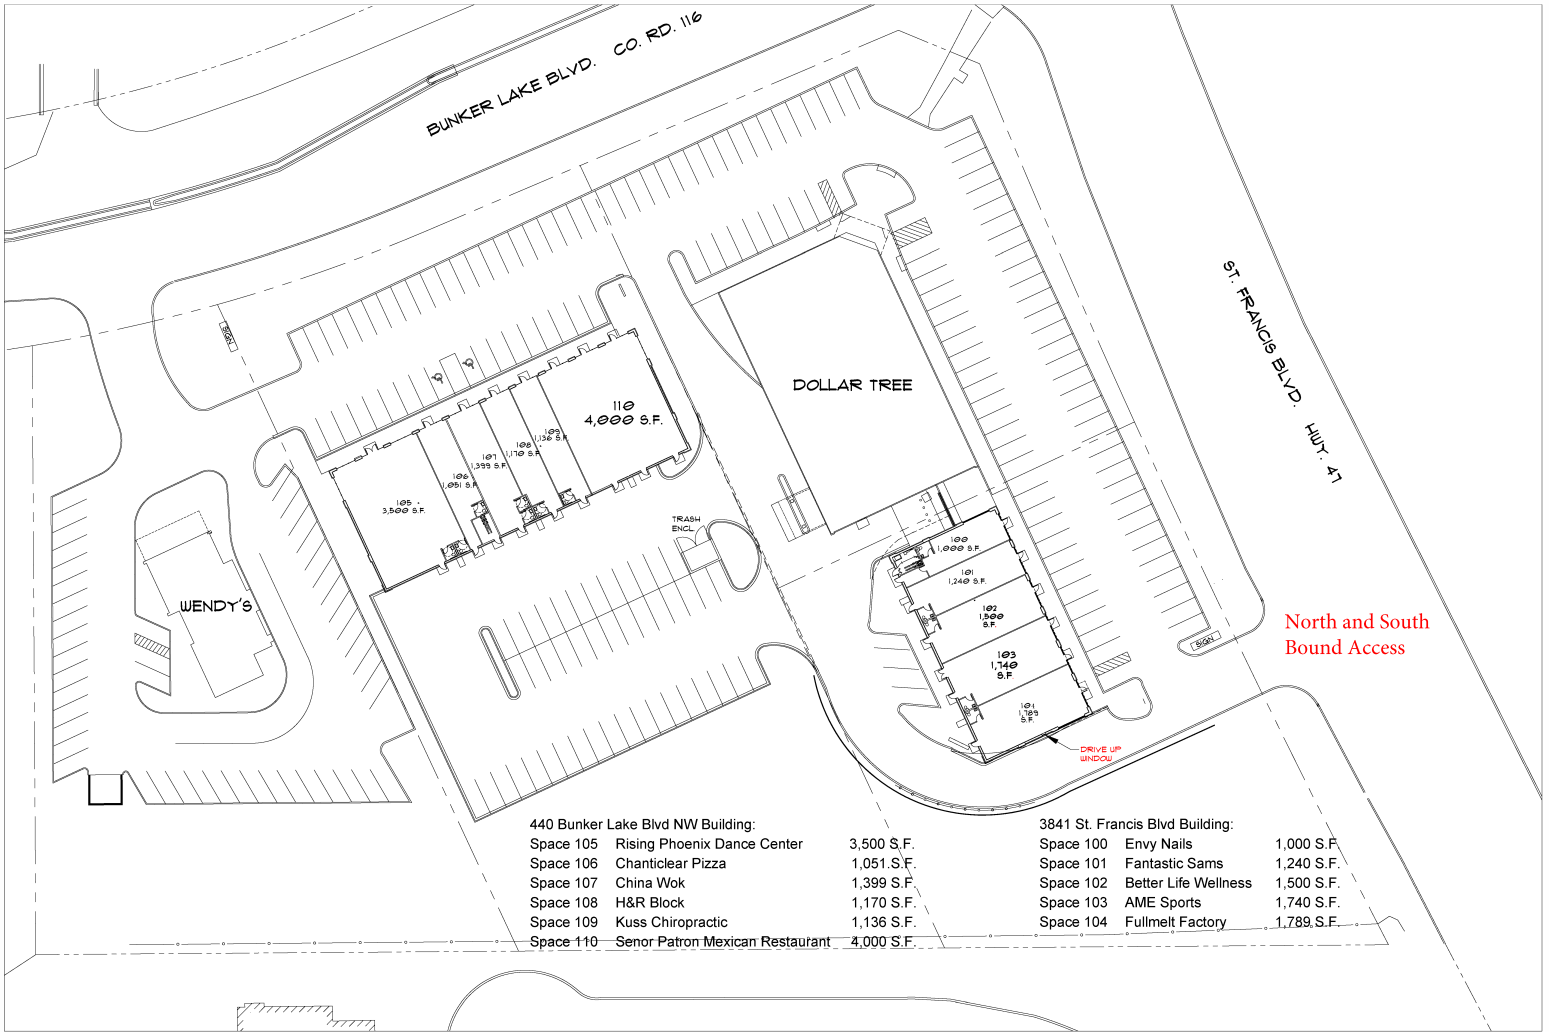 BUNKER LAKE BLVD. CO. RD. 116
ST. FRANCIS BLVD. HWY. 47
SIGN
DOLLAR TREE
110
4,000 S.F.
109
1,136 S.F.
108
1,170 S.F.
107
1,399 S.F.
106
1,051 S.F.
105
3,500 S.F.
TRASH
ENCL.
WENDY'S
100
1,000 S.F.
101
1,240 S.F.
102
1,500
S.F.
103
1,740
S.F.
104
1,789
S.F.
SIGN
North and South
Bound Access
DRIVE UP
WINDOW
440 Bunker Lake Blvd NW Building:
Space 105 Rising Phoenix Dance Center 3,500 S.F.
Space 106 Chanticlear Pizza 1,051.S.F.
Space 107 China Wok 1,399 S.F.
Space 108 H&R Block 1,170 S.F.
Space 109 Kuss Chiropractic 1,136 S.F.
Space 110 Senor Patron Mexican Restaurant 4,000 S.F.
3841 St. Francis Blvd Building:
Space 100 Envy Nails 1,000 S.F.
Space 101 Fantastic Sams 1,240 S.F.
Space 102 Better Life Wellness 1,500 S.F.
Space 103 AME Sports 1,740 S.F.
Space 104 Fullmelt Factory 1,789 S.F.